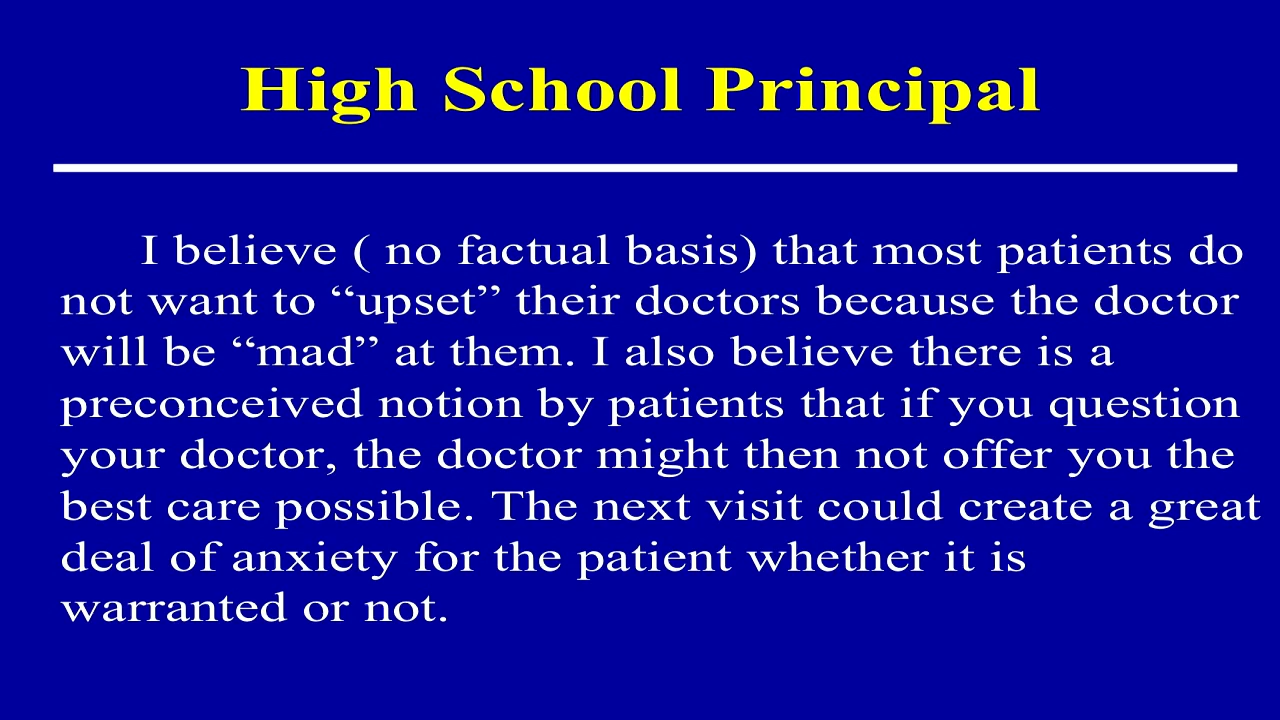 High School Principal
I believe ( no factual basis) that most patients do
not want to “upset” their doctors because the doctor
will be “mad” at them. I also believe there is a
preconceived notion by patients that if you question
your doctor, the doctor might then not offer you the
best care possible. The next visit could create a great
deal of anxiety for the patient whether it is
warranted or not.